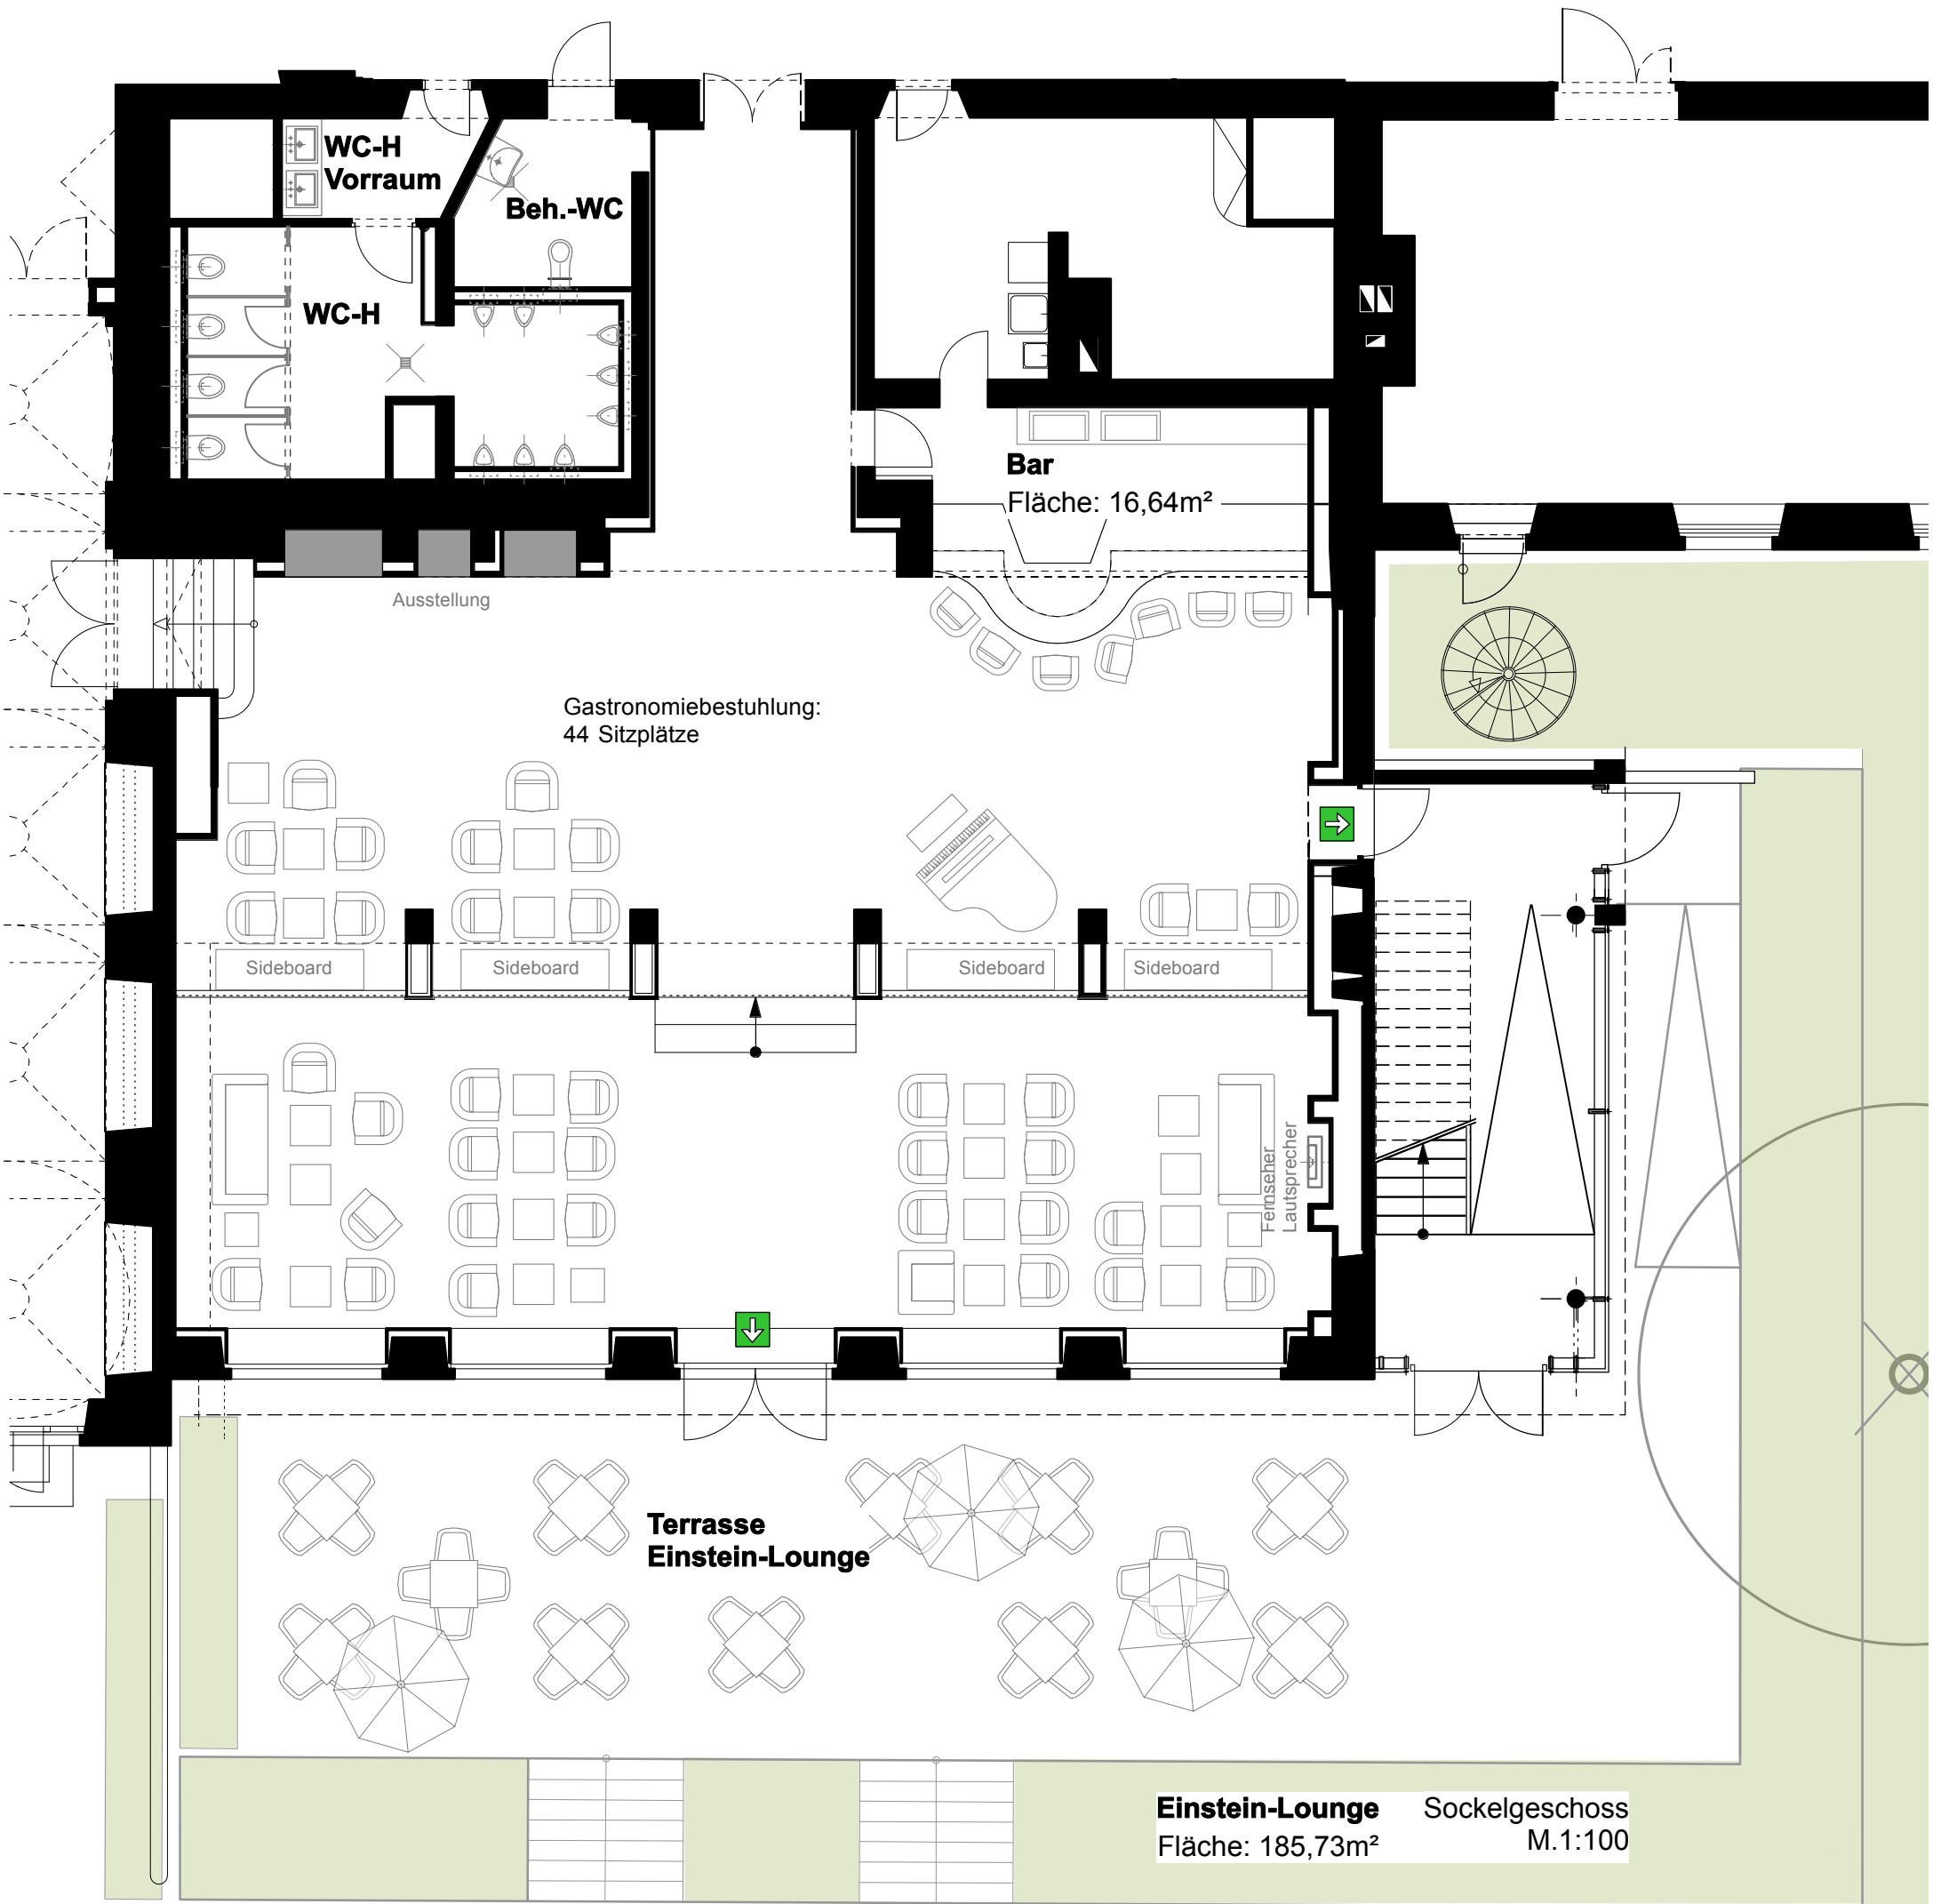 WC-H
Vorraum
Beh.-WC
WC-H
Bar
Fläche: 16,64m²
Ausstellung
Gastronomiebestuhlung:
44 Sitzplätze
Sideboard
Sideboard
Sideboard
Sideboard
Fernseher
Lautsprecher
Terrasse
Einstein-Lounge
Einstein-Lounge Sockelgeschoss
Fläche: 185,73m² M.1:100